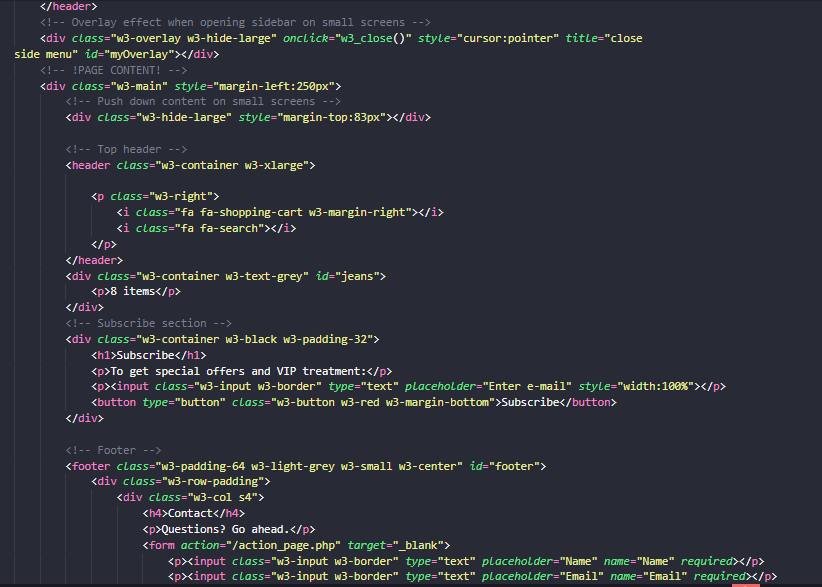 </header>
<!-- Overlay effect when opening sidebar on small screens -->
<div class="w3-overlay w3-hide-large" onclick="w3_close()" style="cursor:pointer" title="close
side menu" id="myOverlay"></div>
<!-- !PAGE CONTENT! -->
<div class="w3-main" style="margin-left:250px">
<!-- Push down content on small screens -->
<div class="w3-hide-large" style="margin-top:83px"></div>
<!-- Top header -->
<header class="w3-container w3-xlarge">
<p class="w3-right">
<i class="fa fa-shopping-cart w3-margin-right"></i>
<i class="fa fa-search"></i>
</p>
</header>
<div class="w3-container w3-text-grey" id="jeans">
<p>8 items</p>
</div>
<!-- Subscribe section -->
<div class="w3-container w3-black w3-padding-32">
<h1>Subscribe</h1>
<p>To get special offers and VIP treatment:</p>
<p><input class="w3-input w3-border" type="text" placeholder="Enter e-mail" style="width:100%"></p>
<button type="button" class="w3-button w3-red w3-margin-bottom">Subscribe</button>
</div>
<!-- Footer -->
<footer class="w3-padding-64 w3-light-grey w3-small w3-center" id="footer">
<div class="w3-row-padding">
<div class="w3-col s4">
<h4>Contact</h4>
<p>Questions? Go ahead.</p>
<form action="/action_page.php" target="_blank">
<p><input class="w3-input w3-border" type="text" placeholder="Name" name="Name" required></p>
<p><input class="w3-input w3-border" type="text" placeholder="Email" name="Email" required></p>